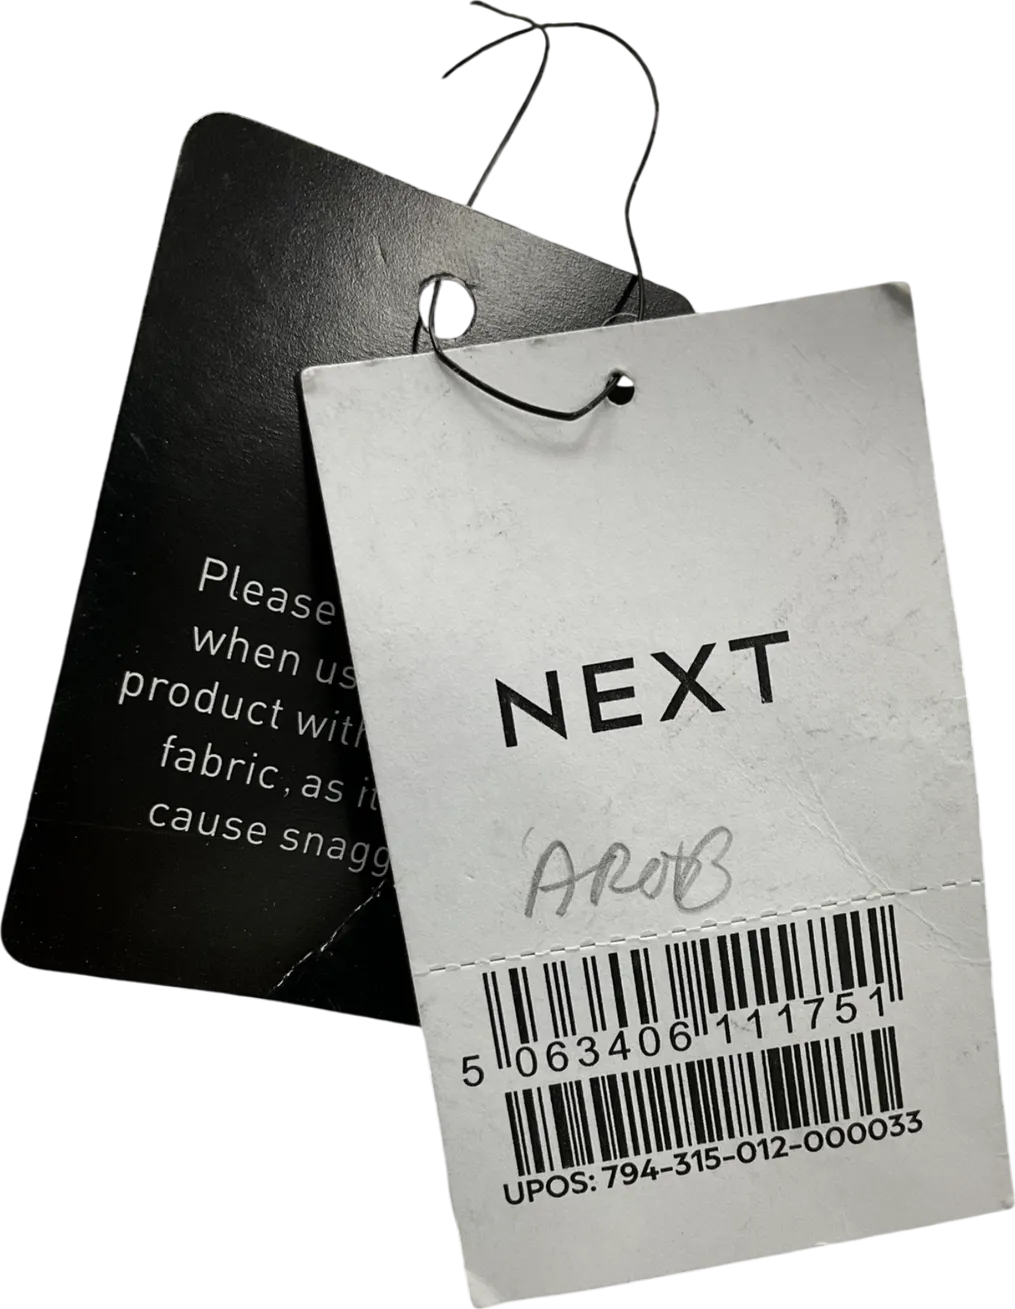 Please
when us
product with
fabric, as it
cause snagg
NEXT
5 063406 111751
UPOS: 794-315-012-000033